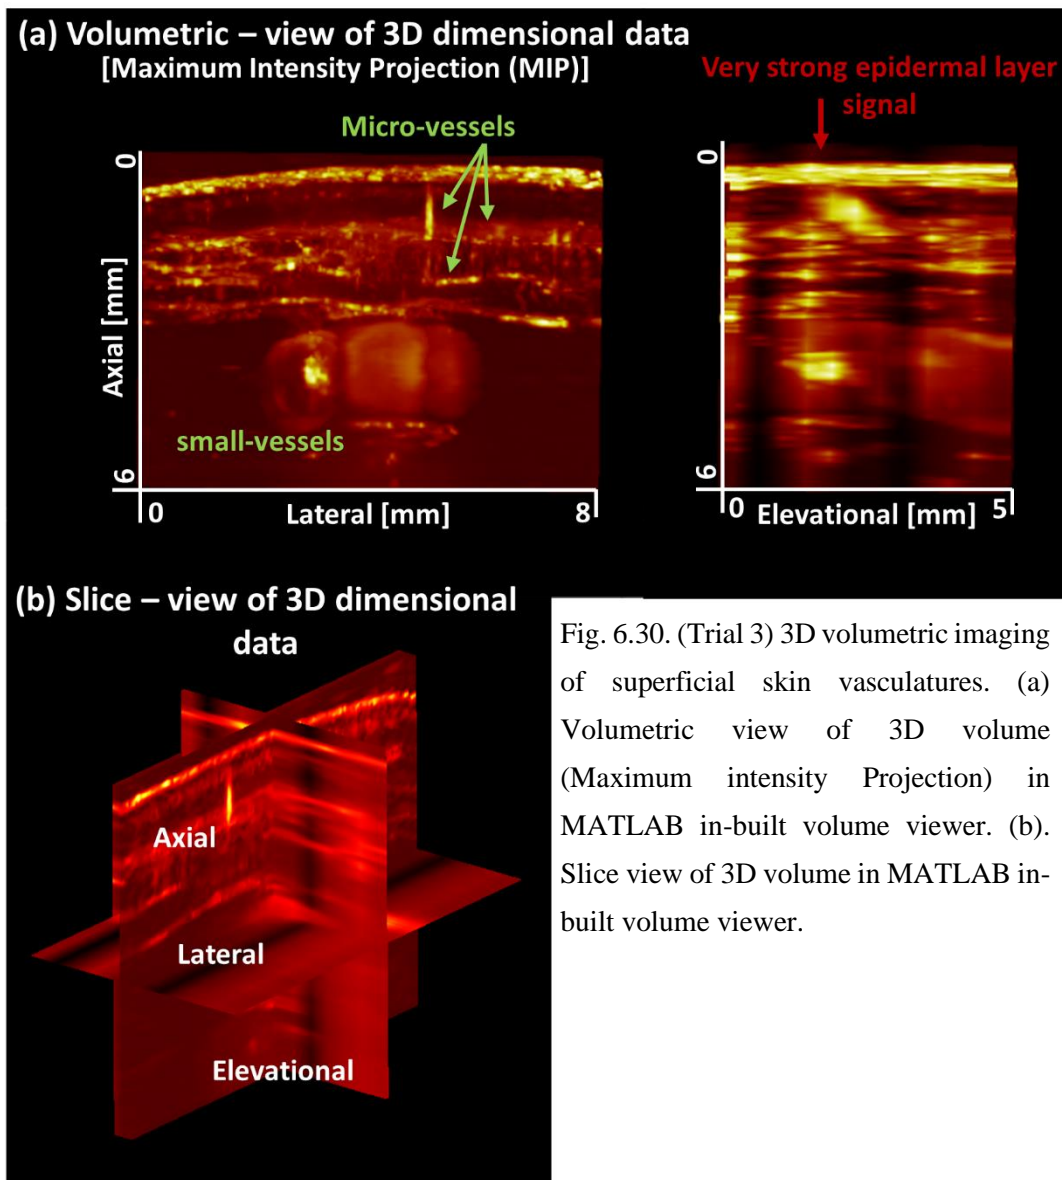 (a) Volumetric – view of 3D dimensional data
[Maximum Intensity Projection (MIP)]
Very strong epidermal layer
signal
Micro-vessels
0
Axial [mm]
small-vessels
6
0
Lateral [mm]
8
0
6
0
Elevational [mm]
5
(b) Slice – view of 3D dimensional
data
Axial
Lateral
Elevational
Fig. 6.30. (Trial 3) 3D volumetric imaging
of superficial skin vasculatures. (a)
Volumetric view of 3D volume
(Maximum intensity Projection) in
MATLAB in-built volume viewer. (b).
Slice view of 3D volume in MATLAB in-
built volume viewer.